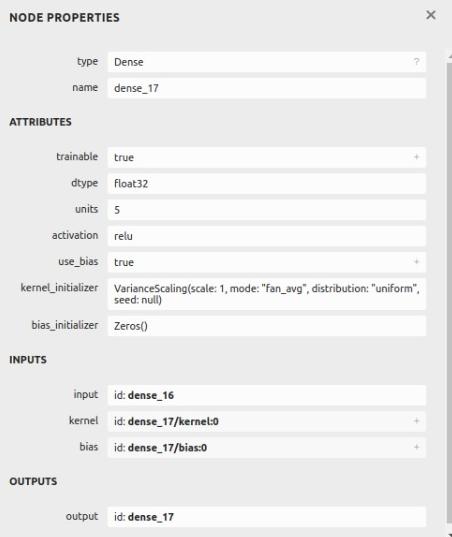 NODE PROPERTIES ×
type Dense ?
name dense_17
ATTRIBUTES
trainable true +
dtype float32
units 5
activation relu
use_bias true +
kernel_initializer VarianceScaling(scale: 1, mode: "fan_avg", distribution: "uniform",
seed: null)
bias_initializer Zeros()
INPUTS
input id: dense_16
kernel id: dense_17/kernel:0 +
bias id: dense_17/bias:0 +
OUTPUTS
output id: dense_17